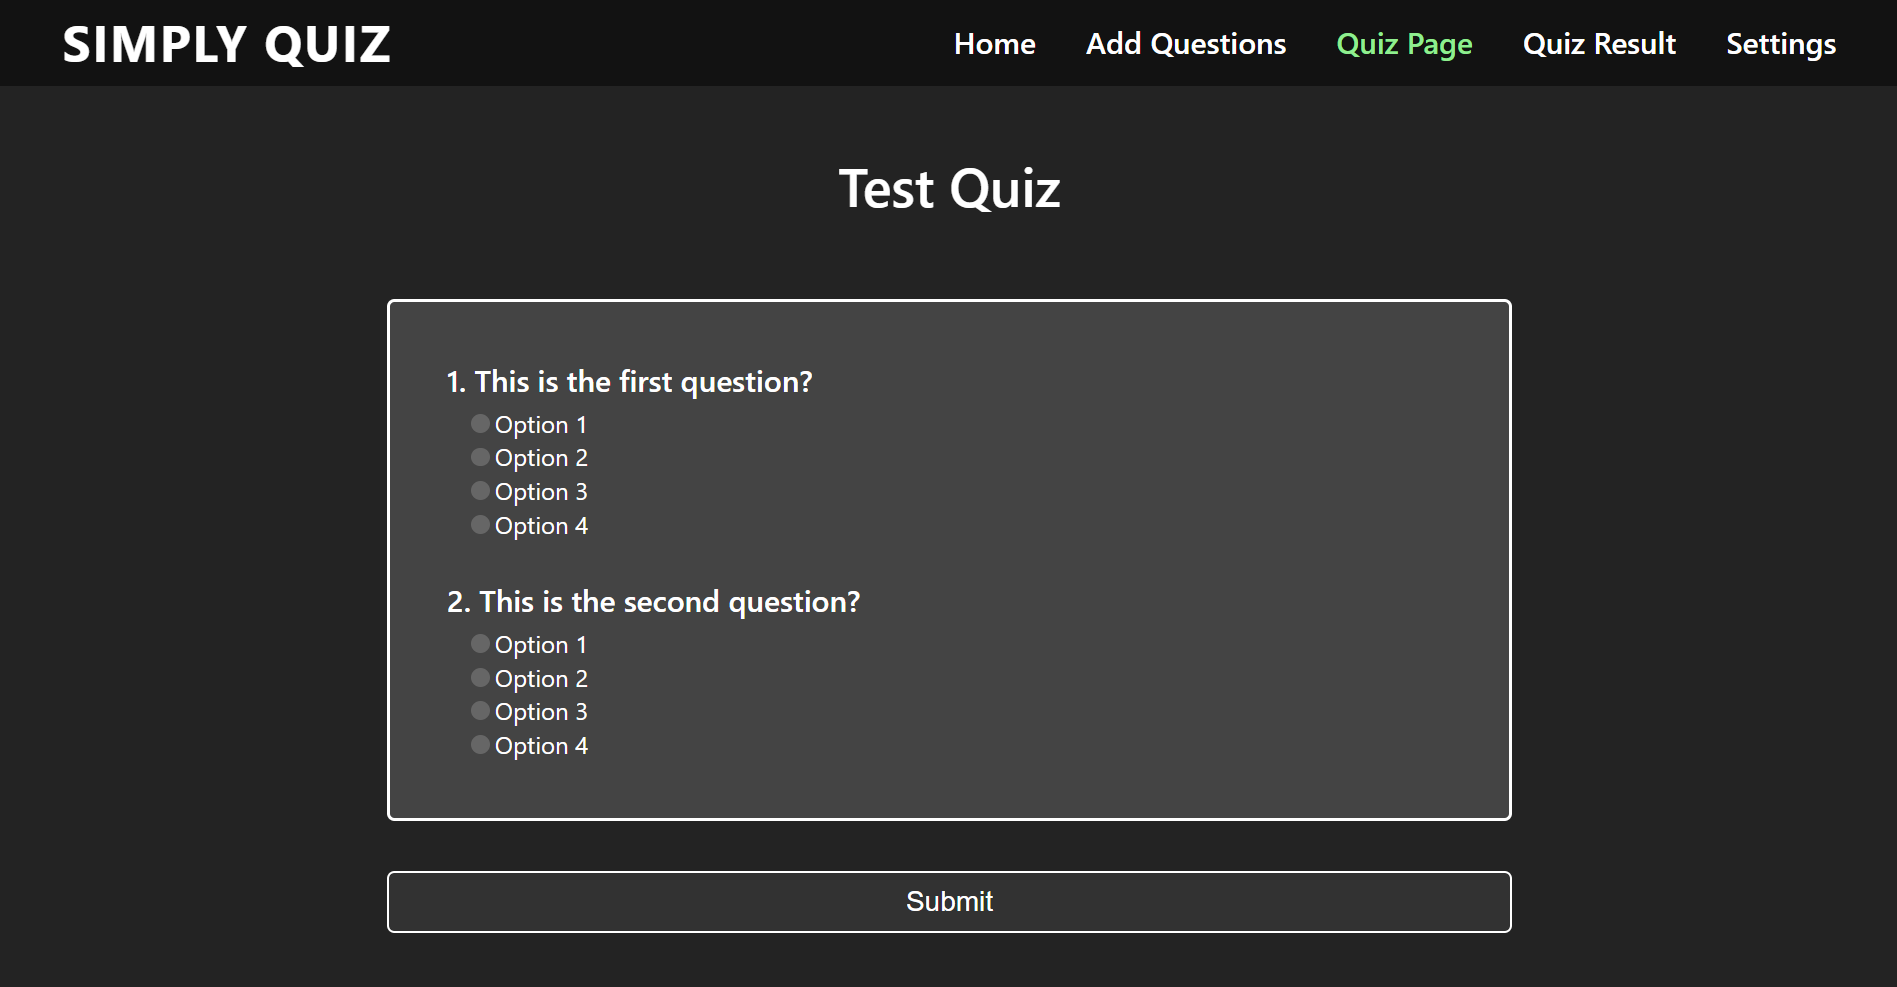 SIMPLY QUIZ
Home
Add Questions
Quiz Page
Quiz Result
Settings
Test Quiz
1. This is the first question?
Option 1
Option 2
Option 3
Option 4
2. This is the second question?
Option 1
Option 2
Option 3
Option 4
Submit